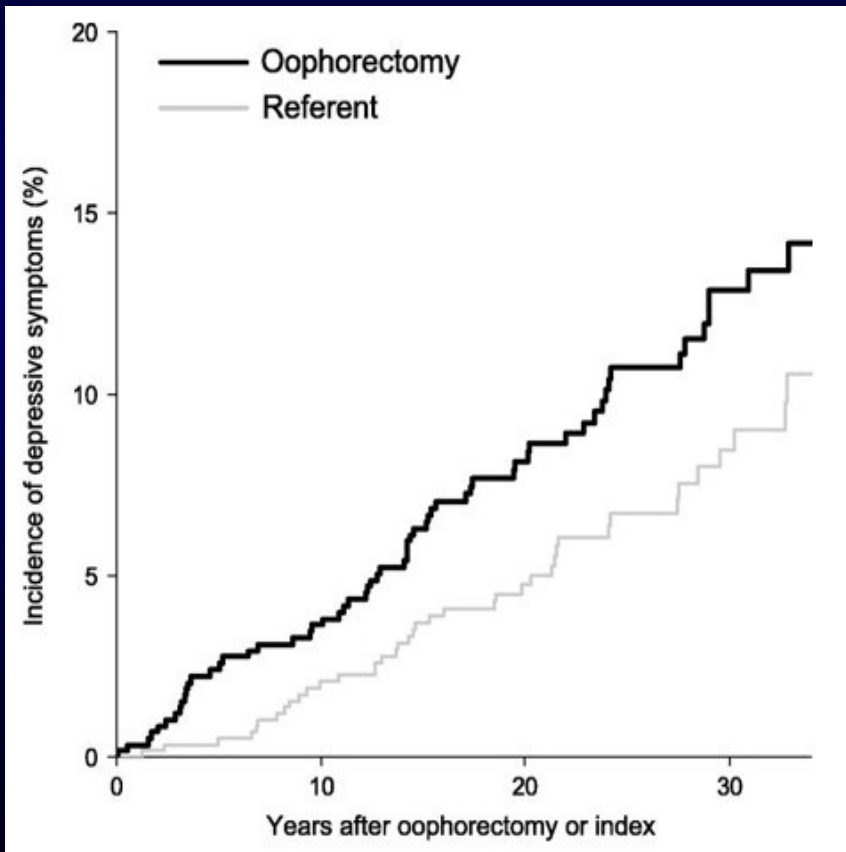 20
Oophorectomy
Referent
15
10
5
0
Incidence of depressive symptoms (%)
0 10 20 30
Years after oophorectomy or index